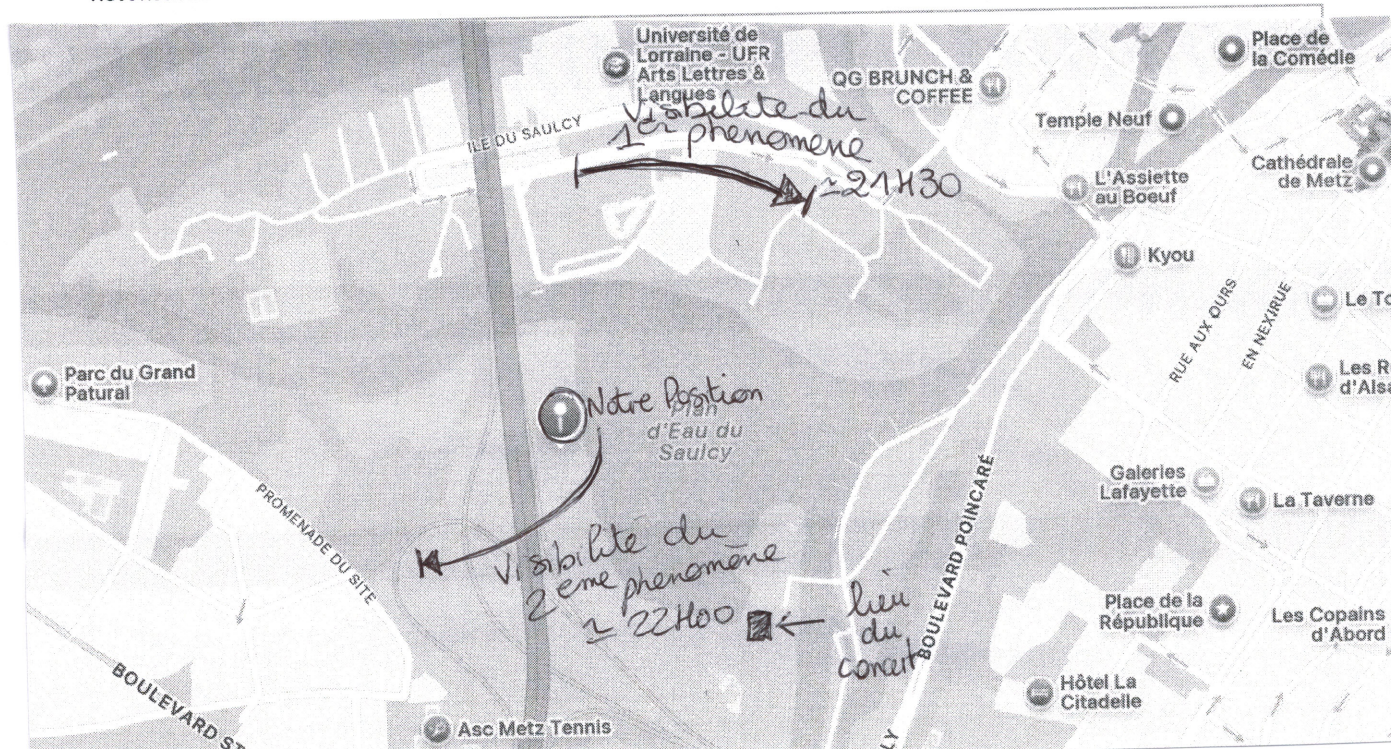 Université de
Lorraine - UFR
Arts Lettres &
Langues
QG BRUNCH &
COFFEE
Place de
la Comédie
Temple Neuf
Cathédrale
de Metz
ILE DU SAULCY
Visibilite du
1er phenomene
≃21H30
L'Assiette
au Boeuf
Kyou
RUE AUX OURS
EN NEXIRUE
Parc du Grand
Patural
Notre Position
Plan
d'Eau du
Saulcy
PROMENADE DU SITE
Visibilite du
2eme phenomène
≃ 22H00
lieu
du
concert
BOULEVARD POINCARÉ
Galeries
Lafayette
La Taverne
Place de la
République
Les Copains
d'Abord
Hôtel La
Citadelle
BOULEVARD ST
Asc Metz Tennis
LY